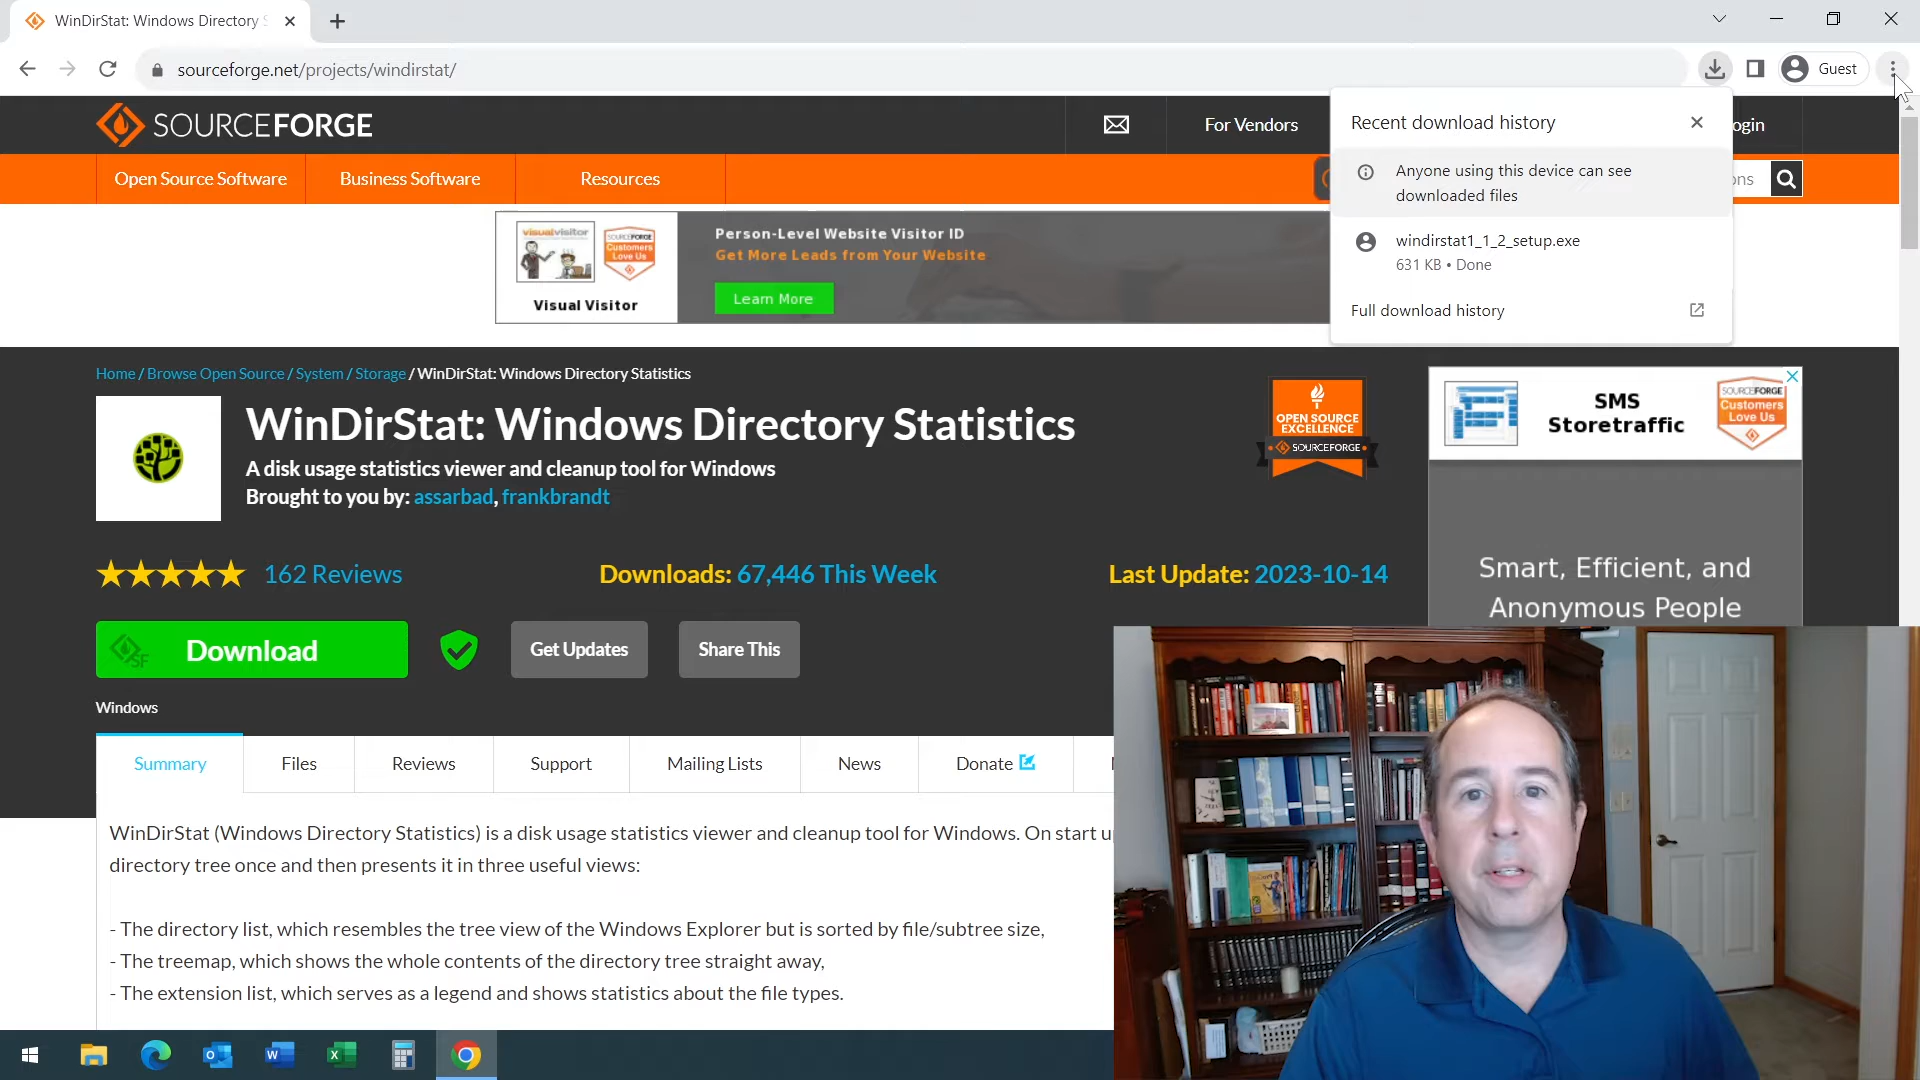 WinDirStat: Windows Directory S
sourceforge.net/projects/windirstat/
Guest
SOURCEFORGE
For Vendors
ogin
Open Source Software
Business Software
Resources
ons
Recent download history
Anyone using this device can see
downloaded files
windirstat1_1_2_setup.exe
631 KB • Done
Full download history
visualvisitor
SOURCEFORGE
Customers
Love Us
Visual Visitor
Person-Level Website Visitor ID
Get More Leads from Your Website
Learn More
Home / Browse Open Source / System / Storage / WinDirStat: Windows Directory Statistics
WinDirStat: Windows Directory Statistics
A disk usage statistics viewer and cleanup tool for Windows
Brought to you by: assarbad, frankbrandt
OPEN SOURCE
EXCELLENCE
SOURCEFORGE
SMS
Storetraffic
SOURCEFORGE
Customers
Love Us
Smart, Efficient, and
Anonymous People
162 Reviews
Downloads: 67,446 This Week
Last Update: 2023-10-14
SF
Download
Get Updates
Share This
Windows
Summary
Files
Reviews
Support
Mailing Lists
News
Donate
WinDirStat (Windows Directory Statistics) is a disk usage statistics viewer and cleanup tool for Windows. On start u
directory tree once and then presents it in three useful views:
- The directory list, which resembles the tree view of the Windows Explorer but is sorted by file/subtree size,
- The treemap, which shows the whole contents of the directory tree straight away,
- The extension list, which serves as a legend and shows statistics about the file types.